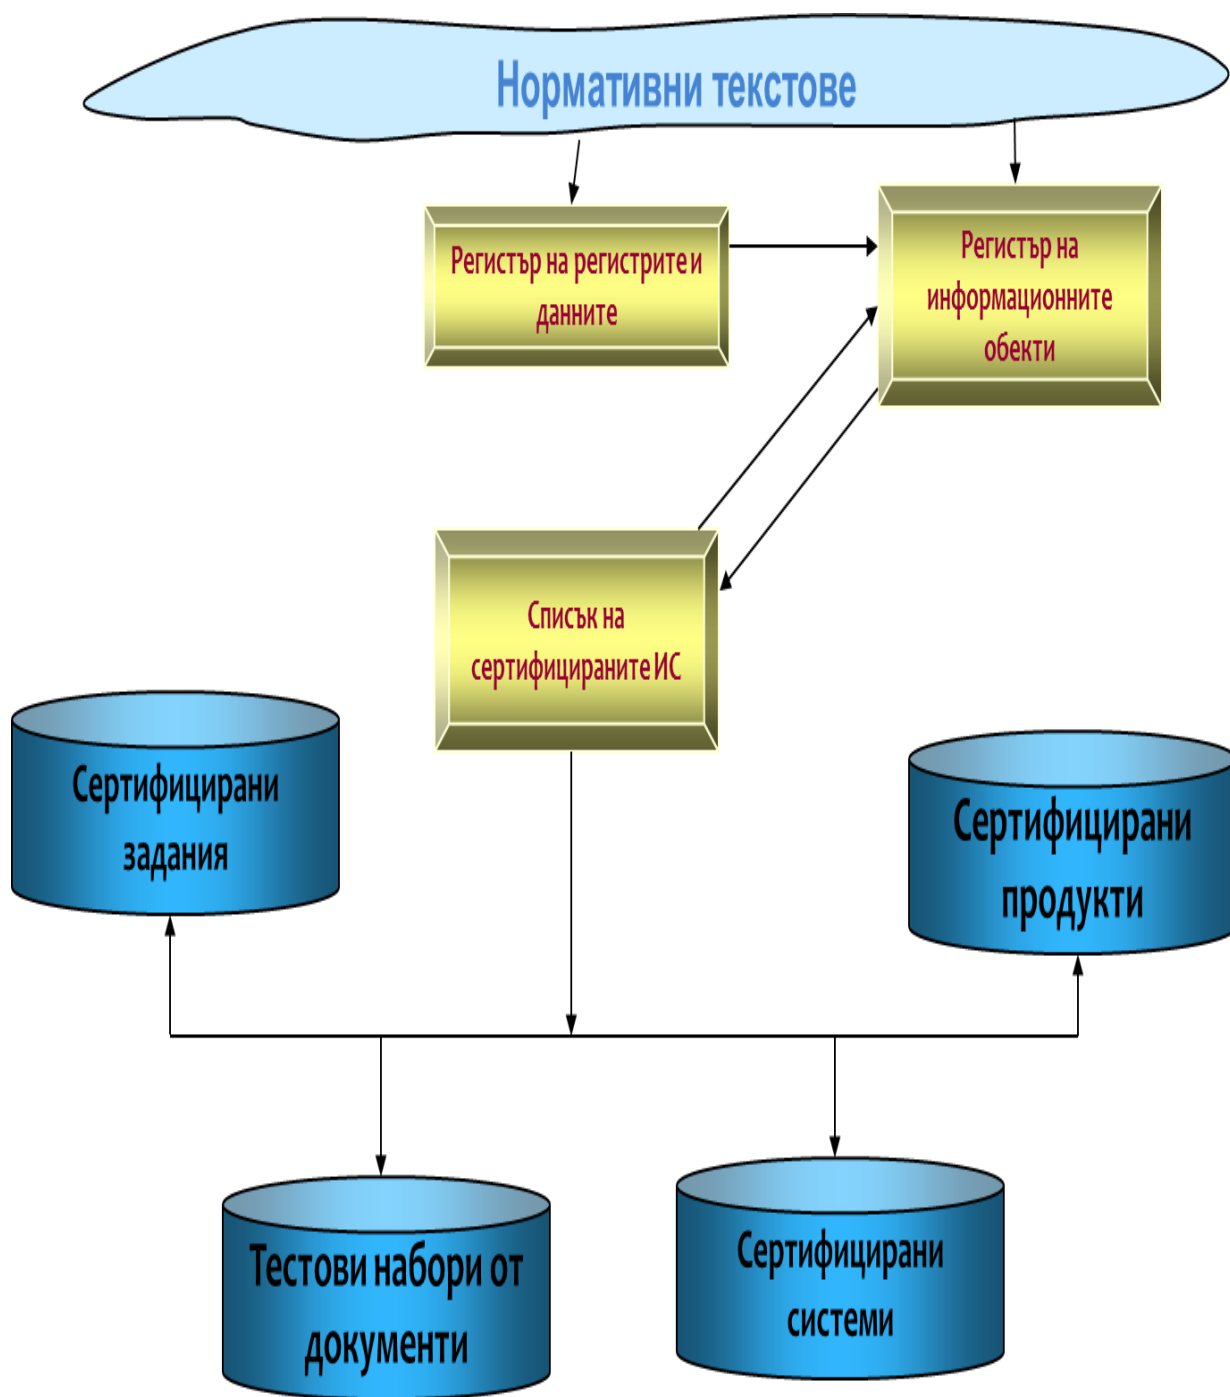 Нормативни текстове
Регистър на регистрите и
данните
Регистър на
информационните
обекти
Списък на
сертифицираните ИС
Сертифицирани
задания
Сертифицирани
продукти
Тестови набори от
документи
Сертифицирани
системи